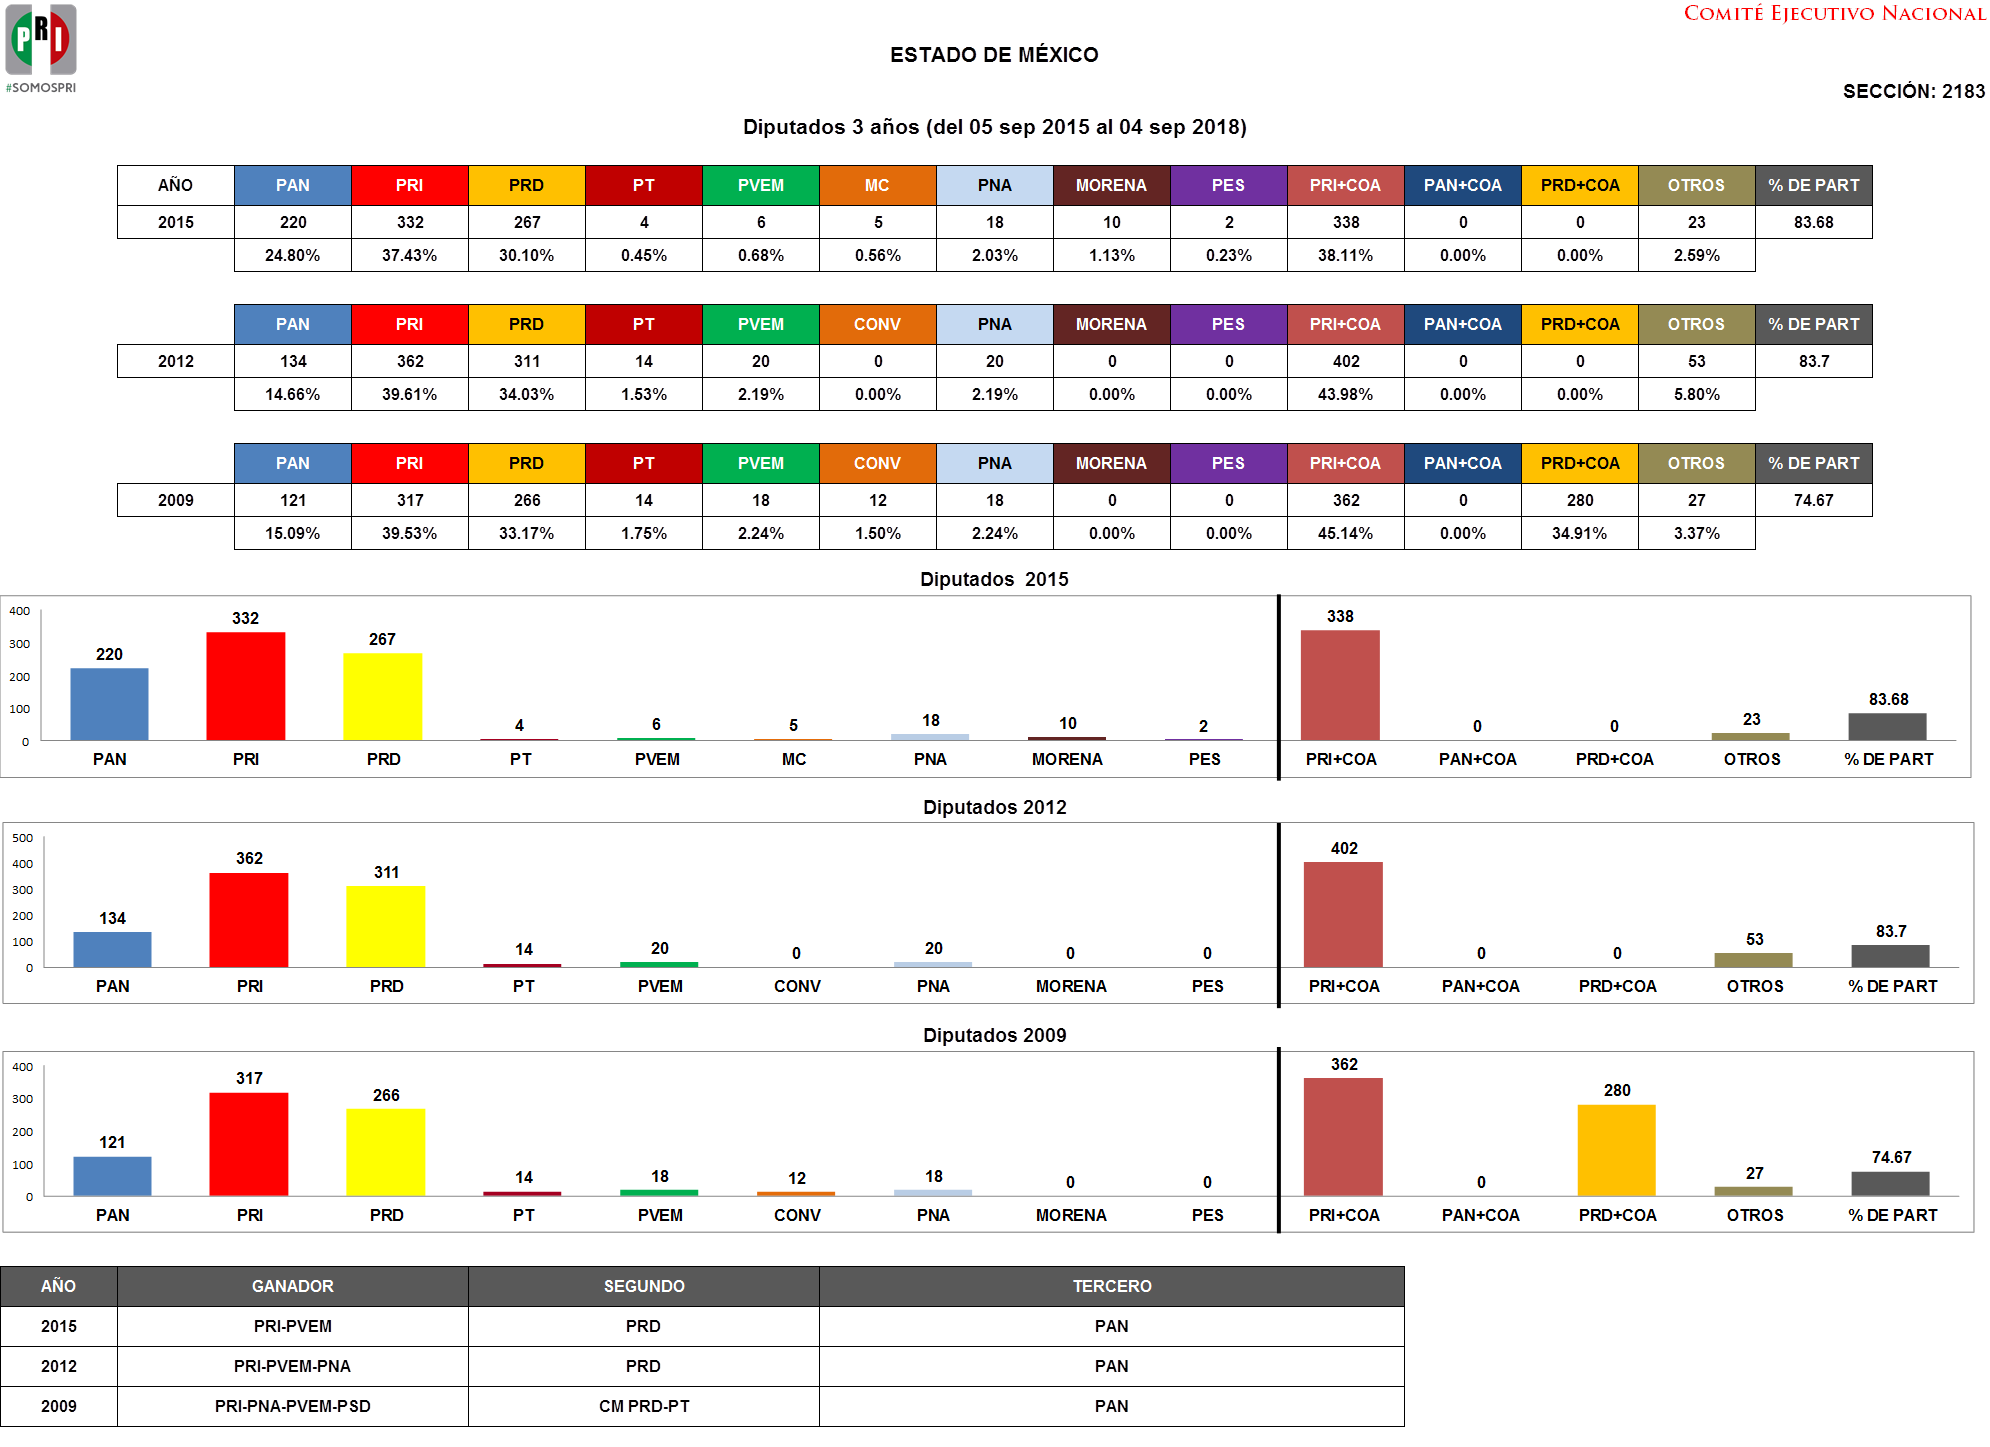 PRI
#SOMOSPRI
COMITÉ EJECUTIVO NACIONAL
ESTADO DE MÉXICO
SECCIÓN: 2183
Diputados 3 años (del 05 sep 2015 al 04 sep 2018)
AÑO PAN PRI PRD PT PVEM MC PNA MORENA PES PRI+COA PAN+COA PRD+COA OTROS % DE PART
2015 220 332 267 4 6 5 18 10 2 338 0 0 23 83.68
24.80% 37.43% 30.10% 0.45% 0.68% 0.56% 2.03% 1.13% 0.23% 38.11% 0.00% 0.00% 2.59%
PAN PRI PRD PT PVEM CONV PNA MORENA PES PRI+COA PAN+COA PRD+COA OTROS % DE PART
2012 134 362 311 14 20 0 20 0 0 402 0 0 53 83.7
14.66% 39.61% 34.03% 1.53% 2.19% 0.00% 2.19% 0.00% 0.00% 43.98% 0.00% 0.00% 5.80%
PAN PRI PRD PT PVEM CONV PNA MORENA PES PRI+COA PAN+COA PRD+COA OTROS % DE PART
2009 121 317 266 14 18 12 18 0 0 362 0 280 27 74.67
15.09% 39.53% 33.17% 1.75% 2.24% 1.50% 2.24% 0.00% 0.00% 45.14% 0.00% 34.91% 3.37%
Diputados 2015
400
300
200
100
0
220 332 267 4 6 5 18 10 2 338 0 0 23 83.68
PAN PRI PRD PT PVEM MC PNA MORENA PES PRI+COA PAN+COA PRD+COA OTROS % DE PART
Diputados 2012
500
400
300
200
100
0
134 362 311 14 20 0 20 0 0 402 0 0 53 83.7
PAN PRI PRD PT PVEM CONV PNA MORENA PES PRI+COA PAN+COA PRD+COA OTROS % DE PART
Diputados 2009
400
300
200
100
0
121 317 266 14 18 12 18 0 0 362 0 280 27 74.67
PAN PRI PRD PT PVEM CONV PNA MORENA PES PRI+COA PAN+COA PRD+COA OTROS % DE PART
AÑO GANADOR SEGUNDO TERCERO
2015 PRI-PVEM PRD PAN
2012 PRI-PVEM-PNA PRD PAN
2009 PRI-PNA-PVEM-PSD CM PRD-PT PAN